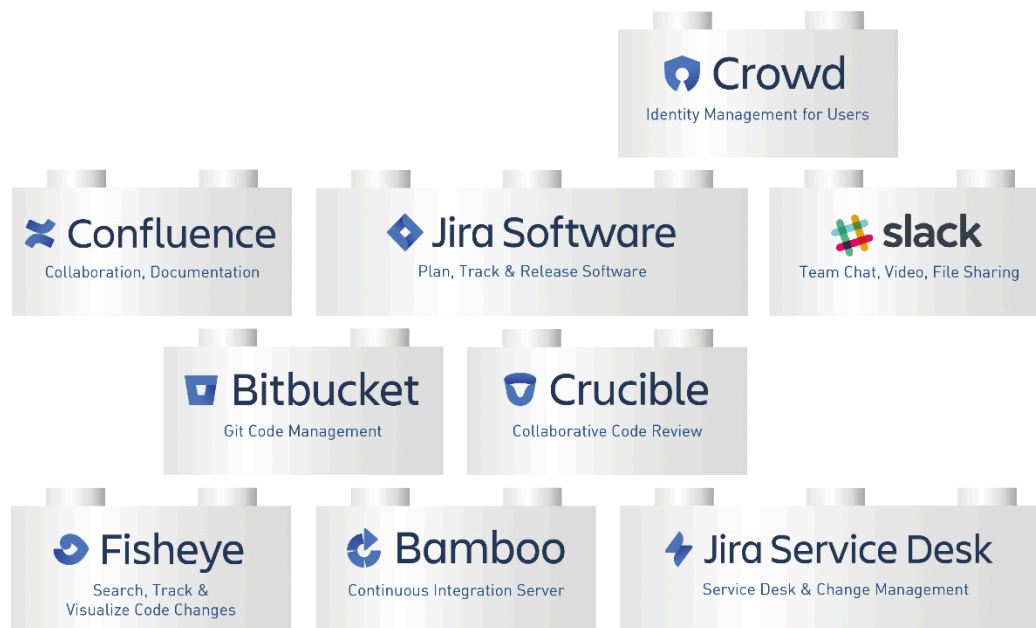 Crowd
Identity Management for Users
Confluence
Collaboration, Documentation
Jira Software
Plan, Track & Release Software
slack
Team Chat, Video, File Sharing
Bitbucket
Git Code Management
Crucible
Collaborative Code Review
Fisheye
Search, Track &
Visualize Code Changes
Bamboo
Continuous Integration Server
Jira Service Desk
Service Desk & Change Management